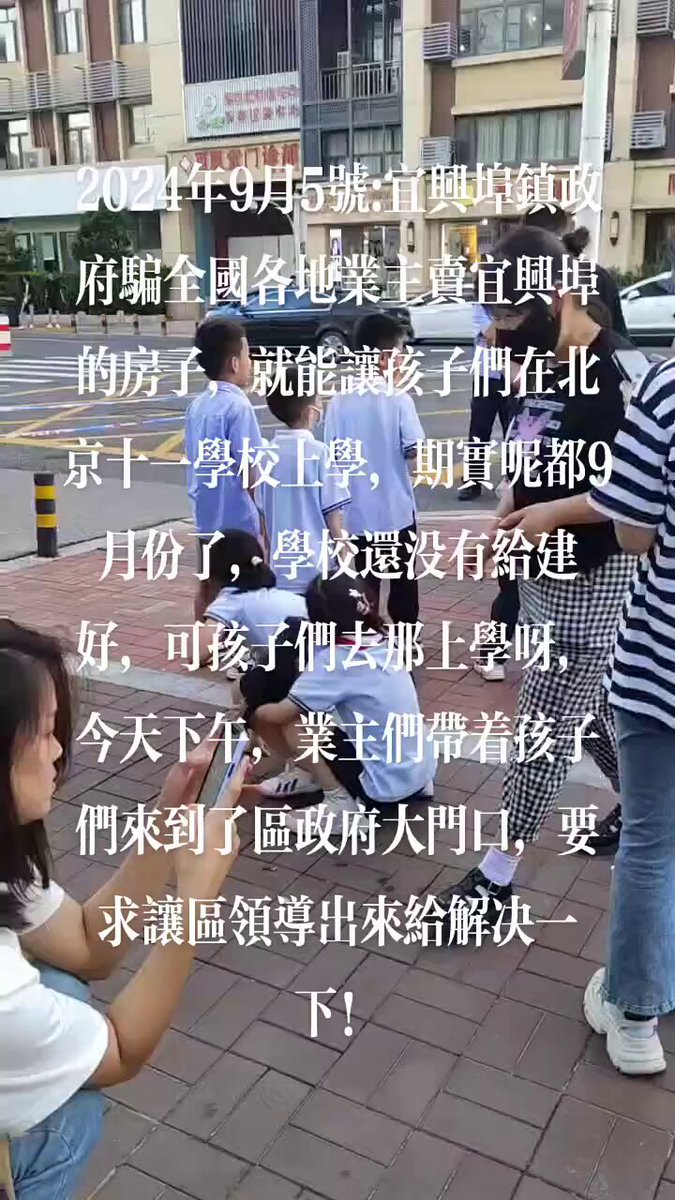 2024年9月5號:宜興埠鎮政
府騙全國各地業主賣宜興埠
的房子，就能讓孩子們在北
京十一學校上學，期實呢都9
月份了，學校還没有給建
好，可孩子們去那上學呀，
今天下午，業主們帶着孩子
們來到了區政府大門口，要
求讓區領導出來給解决一
下！